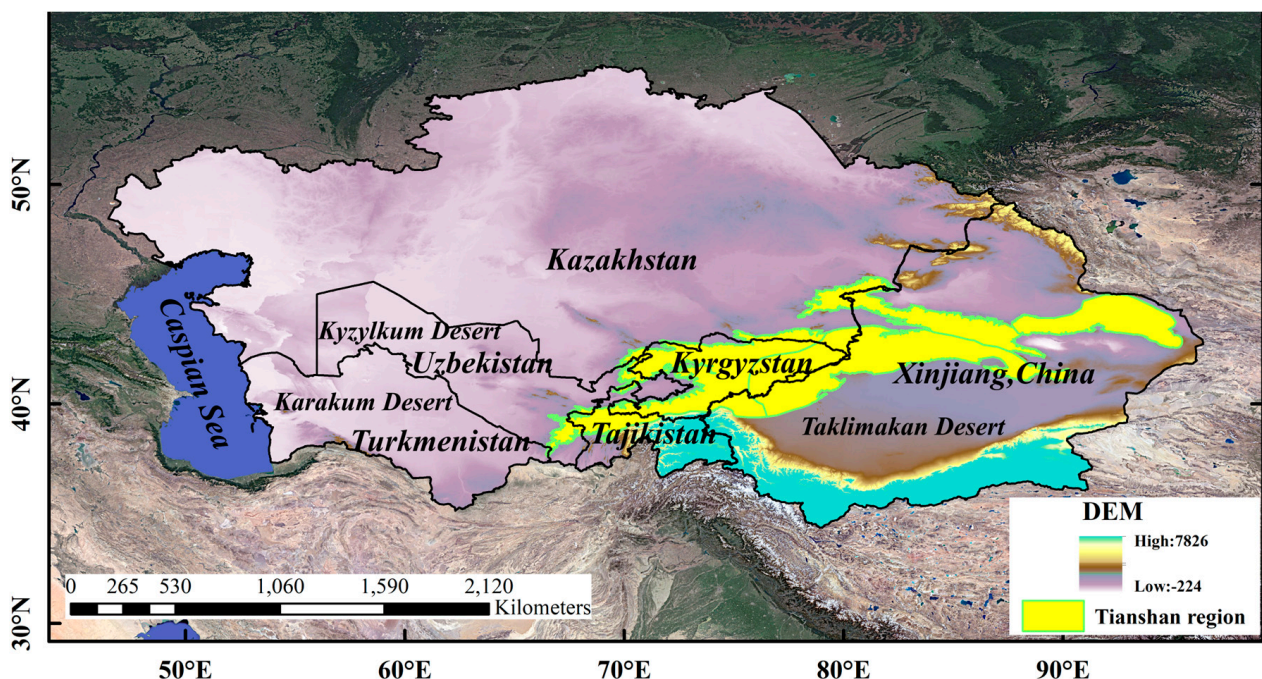 50°N
40°N
30°N
Kazakhstan
Caspian Sea
Kyzylkum Desert
Uzbekistan
Kyrgyzstan
Xinjiang,China
Karakum Desert
Turkmenistan
Tajikistan
Taklimakan Desert
DEM
High:7826
Low:-224
Tianshan region
0 265 530 1,060 1,590 2,120
Kilometers
50°E 60°E 70°E 80°E 90°E